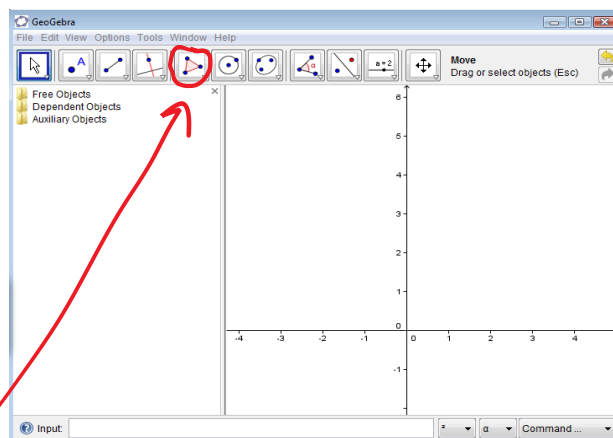 GeoGebra
File Edit View Options Tools Window Help
A
α
a = 2
Move
Drag or select objects (Esc)
Free Objects
Dependent Objects
Auxiliary Objects
6
5
4
3
2
1
0
-4 -3 -2 -1 0 1 2 3 4
-1
Input: α Command ...